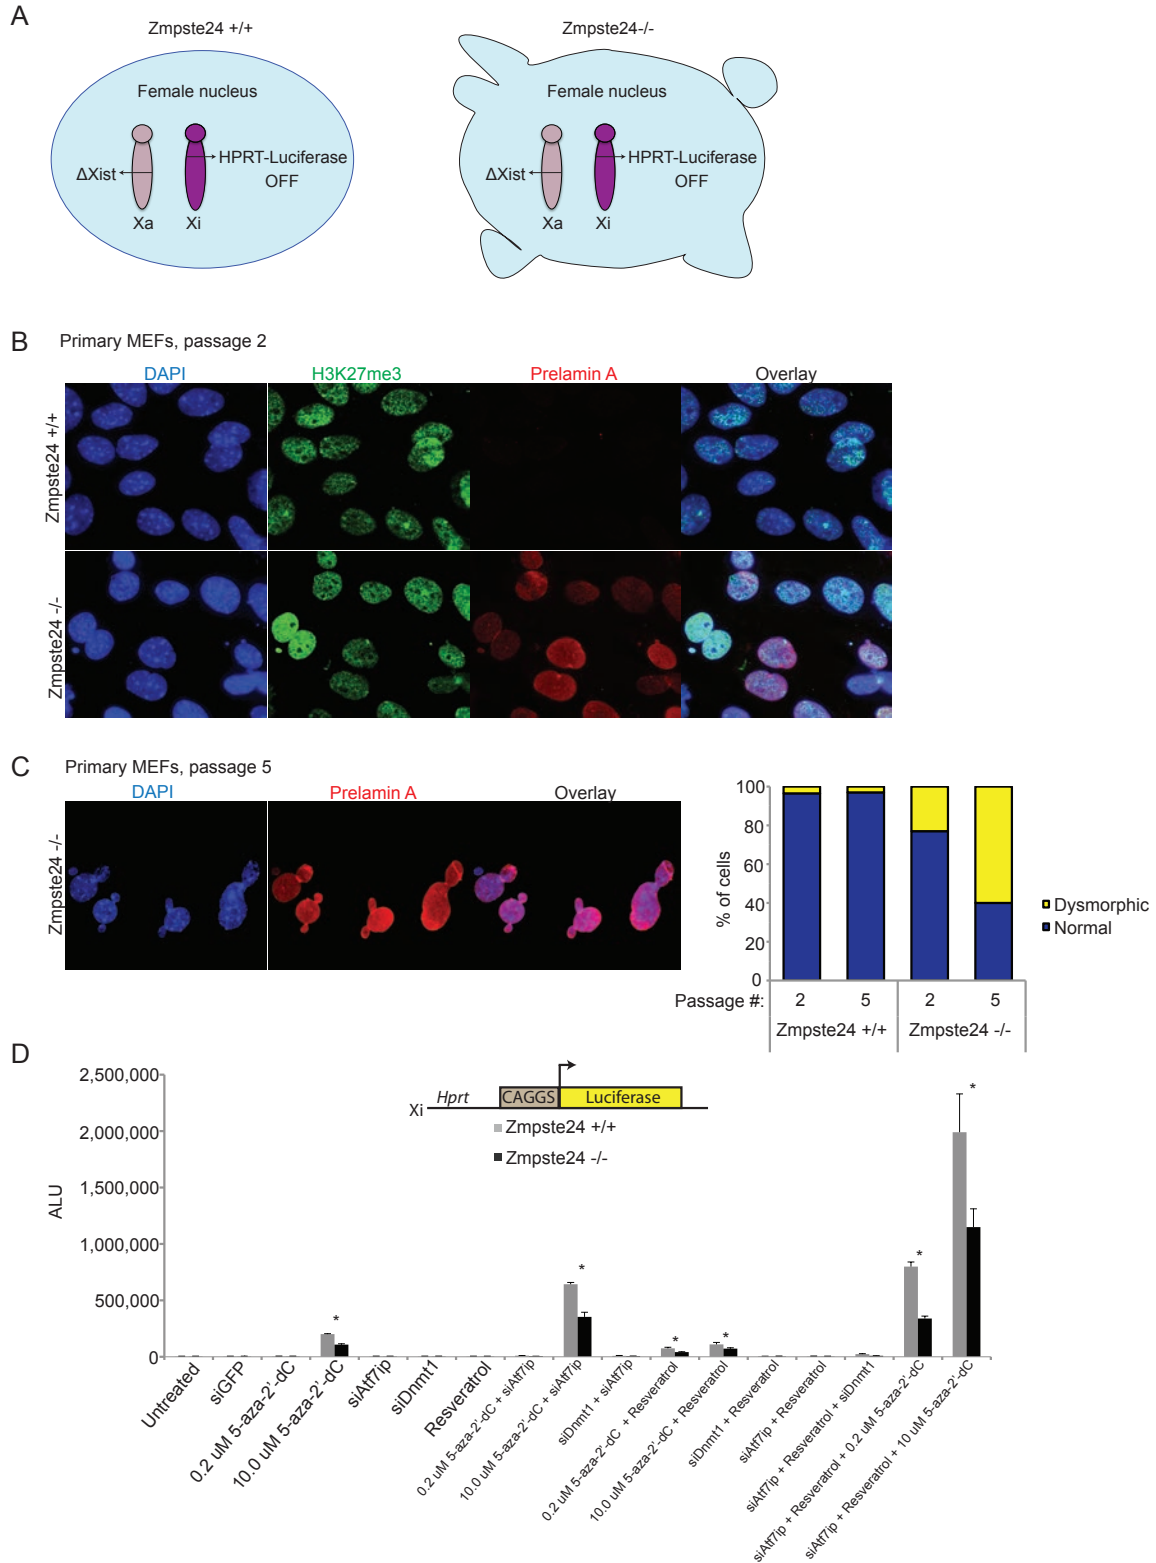 A
Zmpste24 +/+
Zmpste24-/-
Female nucleus
Female nucleus
ΔXist
HPRT-Luciferase
OFF
Xa
Xi
ΔXist
HPRT-Luciferase
OFF
Xa
Xi
B
Primary MEFs, passage 2
DAPI
H3K27me3
Prelamin A
Overlay
Zmpste24 +/+
Zmpste24 -/-
C
Primary MEFs, passage 5
DAPI
Prelamin A
Overlay
Zmpste24 -/-
% of cells
100
80
60
40
20
0
Dysmorphic
Normal
Passage #:
2
5
2
5
Zmpste24 +/+
Zmpste24 -/-
D
2,500,000
2,000,000
1,500,000
1,000,000
500,000
0
ALU
Xi
Hprt
CAGGS
Luciferase
Zmpste24 +/+
Zmpste24 -/-
*
*
*
*
*
*
Untreated
siGFP
0.2 uM 5-aza-2'-dC
10.0 uM 5-aza-2'-dC
siAtf7ip
siDnmt1
Resveratrol
0.2 uM 5-aza-2'-dC + siAtf7ip
10.0 uM 5-aza-2'-dC + siAtf7ip
siDnmt1 + siAtf7ip
0.2 uM 5-aza-2'-dC + Resveratrol
10.0 uM 5-aza-2'-dC + Resveratrol
siDnmt1 + Resveratrol
siAtf7ip + Resveratrol
siAtf7ip + Resveratrol + siDnmt1
siAtf7ip + Resveratrol + 0.2 uM 5-aza-2'-dC
siAtf7ip + Resveratrol + 10 uM 5-aza-2'-dC